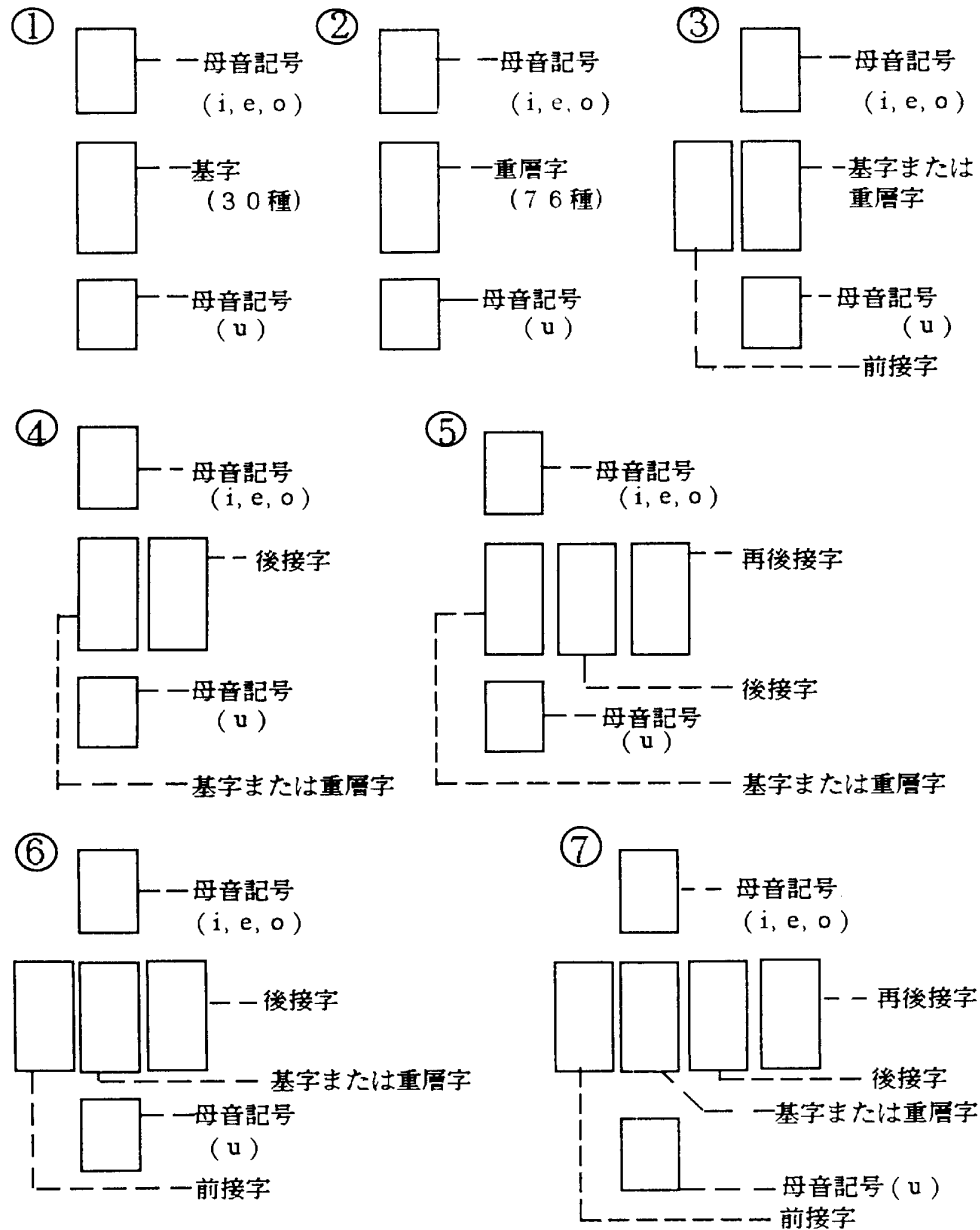 ①
母音記号
(i, e, o)
基字
(30種)
母音記号
(u)
②
母音記号
(i, e, o)
重層字
(76種)
母音記号
(u)
③
母音記号
(i, e, o)
基字または
重層字
母音記号
(u)
前接字
④
母音記号
(i, e, o)
後接字
母音記号
(u)
基字または重層字
⑤
母音記号
(i, e, o)
再後接字
後接字
母音記号
(u)
基字または重層字
⑥
母音記号
(i, e, o)
後接字
基字または重層字
母音記号
(u)
前接字
⑦
母音記号
(i, e, o)
再後接字
後接字
基字または重層字
母音記号(u)
前接字